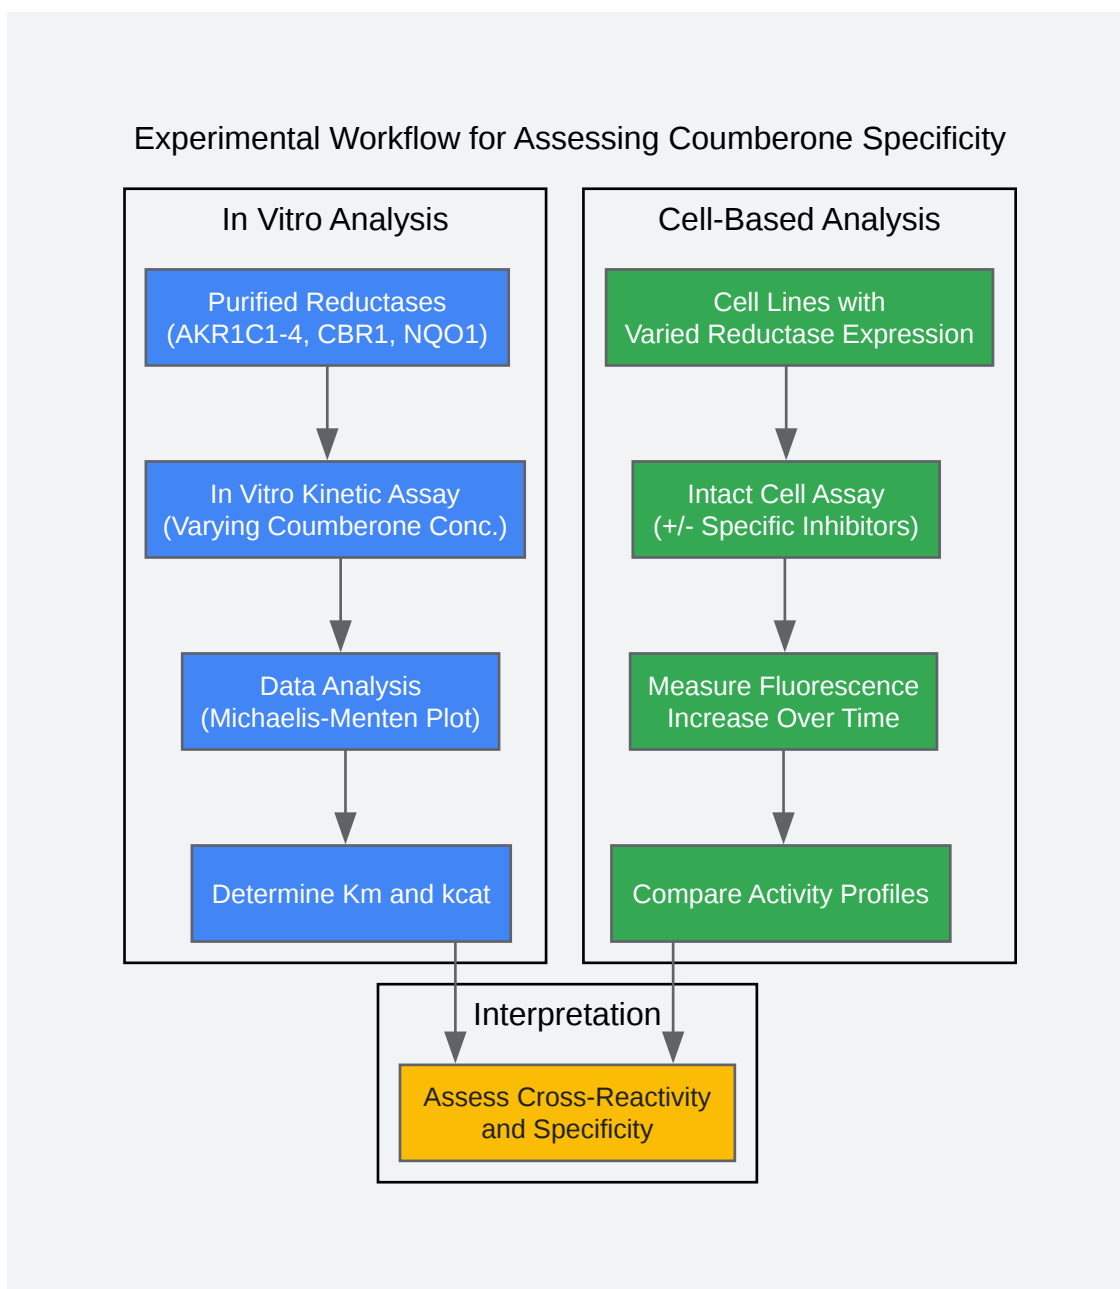 Experimental Workflow for Assessing Coumberone Specificity
In Vitro Analysis
Purified Reductases
(AKR1C1-4, CBR1, NQO1)
In Vitro Kinetic Assay
(Varying Coumberone Conc.)
Data Analysis
(Michaelis-Menten Plot)
Determine Km and kcat
Cell-Based Analysis
Cell Lines with
Varied Reductase Expression
Intact Cell Assay
(+/- Specific Inhibitors)
Measure Fluorescence
Increase Over Time
Compare Activity Profiles
Interpretation
Assess Cross-Reactivity
and Specificity